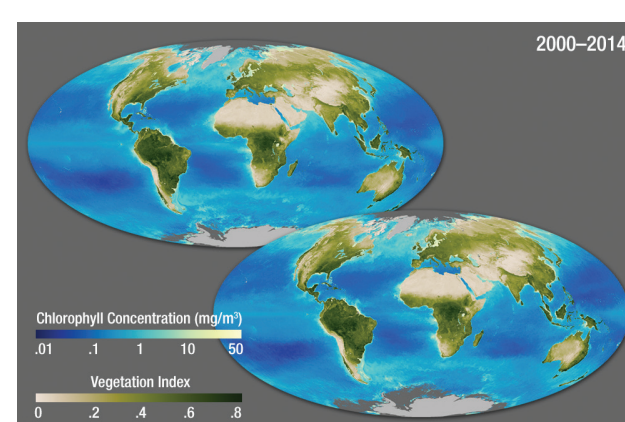 2000–2014
Chlorophyll Concentration (mg/m³)
.01 .1 1 10 50
Vegetation Index
0 .2 .4 .6 .8